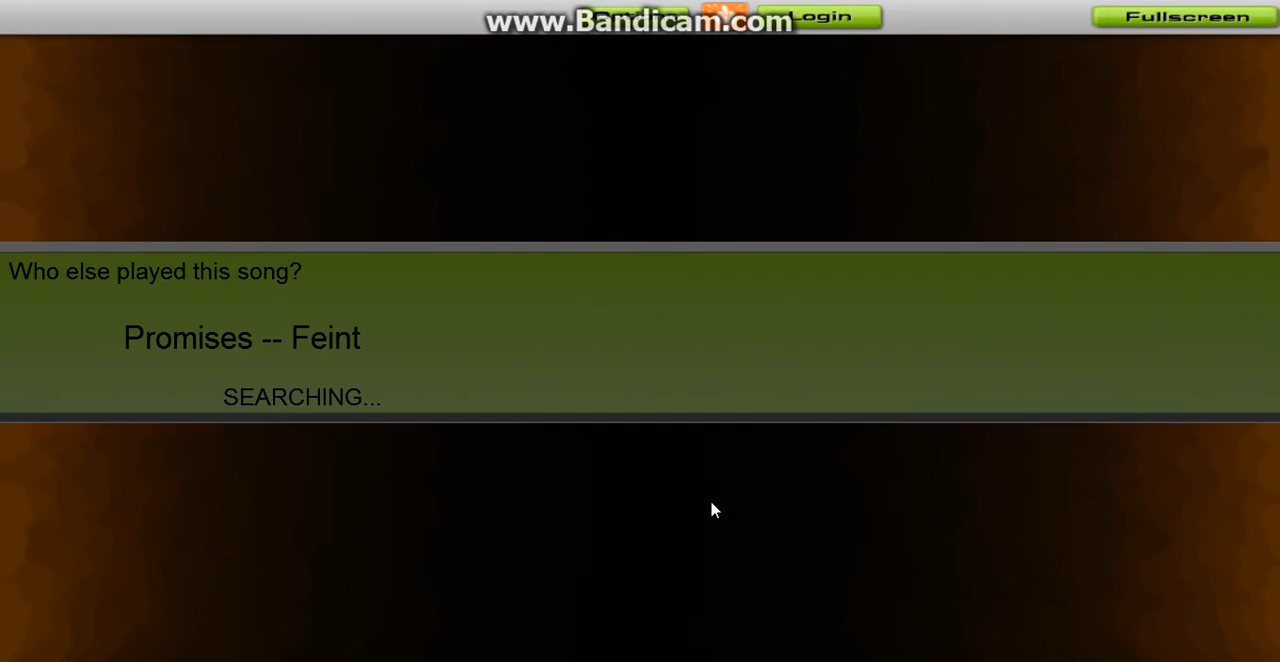 www.Bandicam.com
Login
Fullscreen
Who else played this song?
Promises -- Feint
SEARCHING...